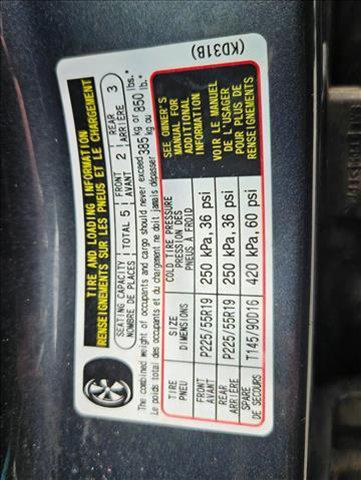 TIRE AND LOADING INFORMATION
RENSEIGNEMENTS SUR LES PNEUS ET LE CHARGEMENT
SEATING CAPACITY TOTAL 5 FRONT 2 REAR 3
NOMBRE DE PLACES AVANT ARRIÈRE
The combined weight of occupants and cargo should never exceed 385 kg or 850 lbs.
Le poids total des occupants et du chargement ne doit jamais dépasser kg ou lb.
TIRE SIZE COLD TIRE PRESSURE
PNEU DIMENSIONS PRESSION DES PNEUS
FRONT AVANT P225/55R19 250 kPa, 36 psi
REAR ARRIÈRE P225/55R19 250 kPa, 36 psi
SPARE DE SECOURS T145/90D16 420 kPa, 60 psi
SEE OWNER'S
MANUAL FOR
ADDITIONAL
INFORMATION
VOIR LE MANUEL
DE L'USAGER
POUR PLUS DE
RENSEIGNEMENTS
(KD31B)